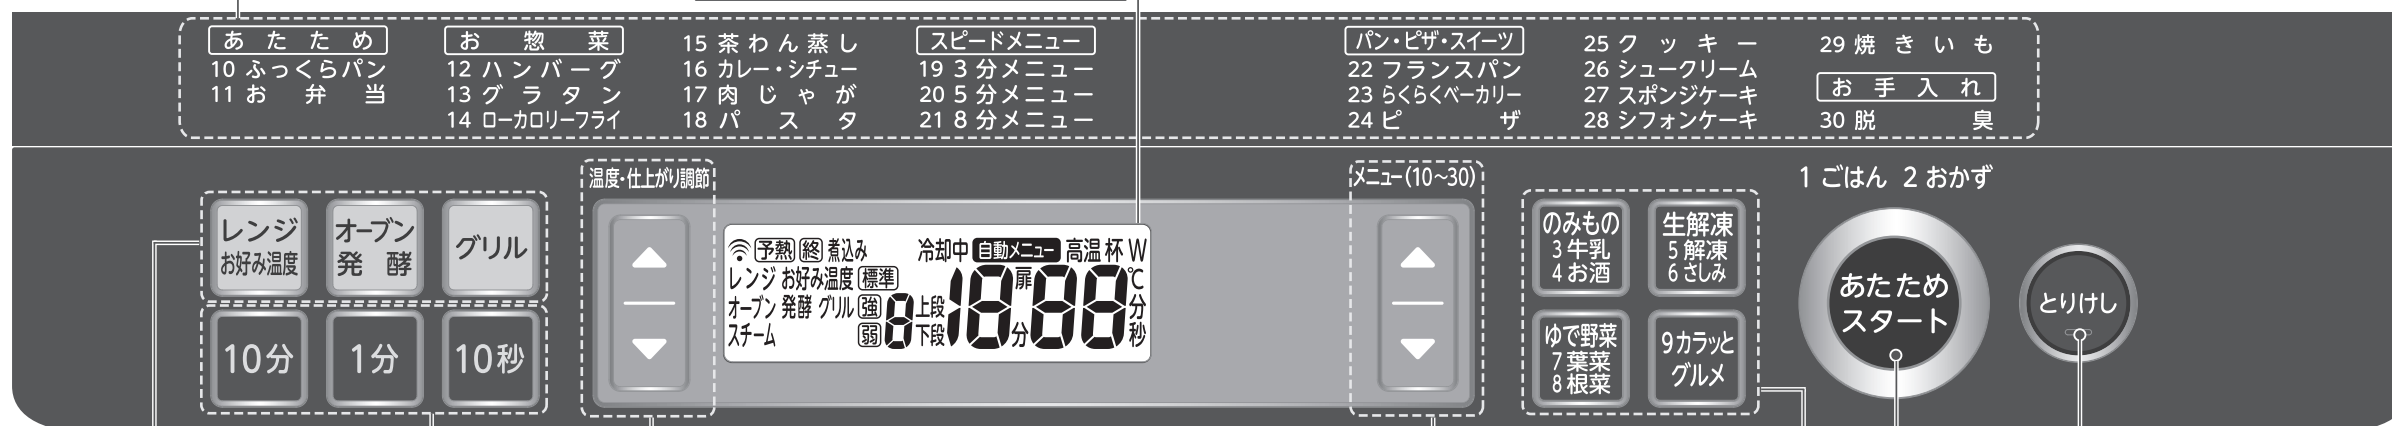 あたため
10 ふっくらパン
11 お弁当
お惣菜
12 ハンバーグ
13 グラタン
14 ローカロリーフライ
15 茶わん蒸し
16 カレー・シチュー
17 肉じゃが
18 パスタ
スピードメニュー
19 3分メニュー
20 5分メニュー
21 8分メニュー
パン・ピザ・スイーツ
22 フランスパン
23 らくらくベーカリー
24 ピザ
25 クッキー
26 シュークリーム
27 スポンジケーキ
28 シフォンケーキ
29 焼きいも
お手入れ
30 脱臭
レンジ
お好み温度
オーブン
発酵
グリル
10分
1分
10秒
温度・仕上がり調節
予熱 終 煮込み 冷却中 自動メニュー 高温 杯 W
レンジ お好み温度 標準 扉 ℃
オーブン 発酵 グリル 強 8 上段 1888 分
スチーム 弱 下段 分 秒
メニュー(10〜30)
のみもの
3 牛乳
4 お酒
生解凍
5 解凍
6 さしみ
ゆで野菜
7 葉菜
8 根菜
9 カラッと
グルメ
1 ごはん 2 おかず
あたため
スタート
とりけし